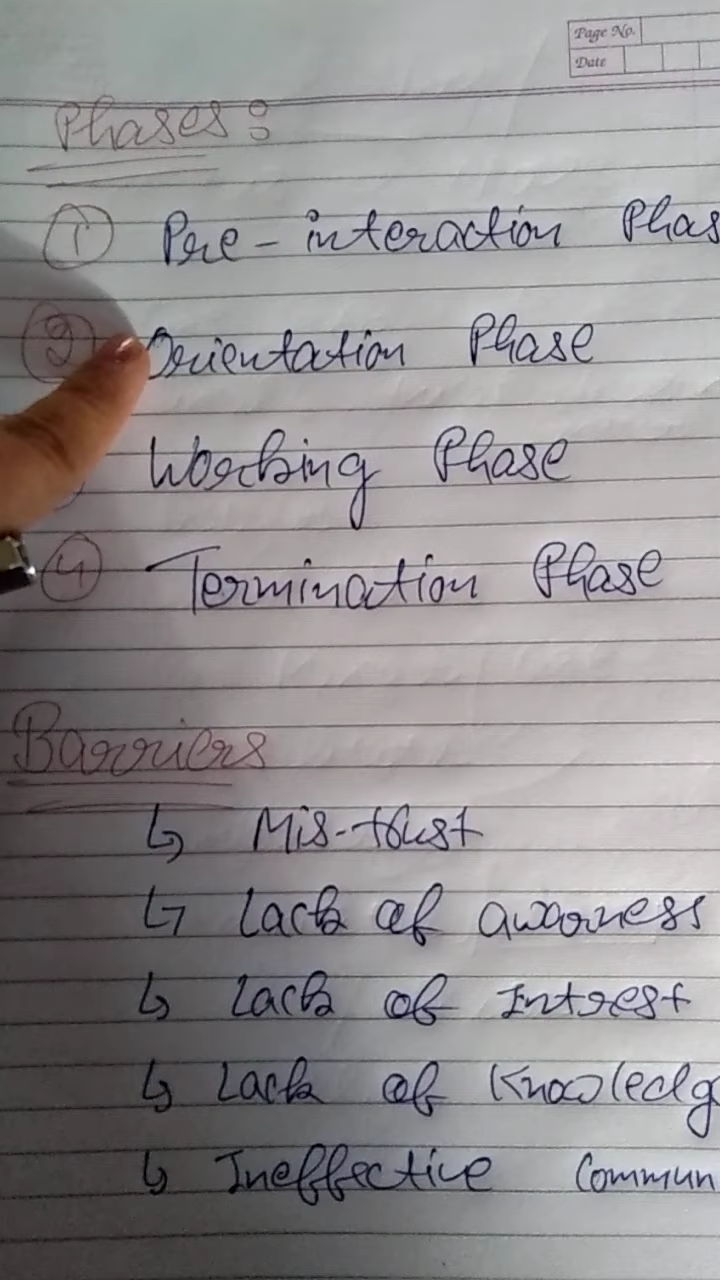 Page No.
Date
Phases :
① Pre-interaction Phas
② Orientation Phase
Working Phase
④ Termination Phase
Barriers
↳ Mis-trust
↳ Lack of awarness
↳ Lack of Intrest
↳ Lack of Knowledg
↳ Ineffective Commun